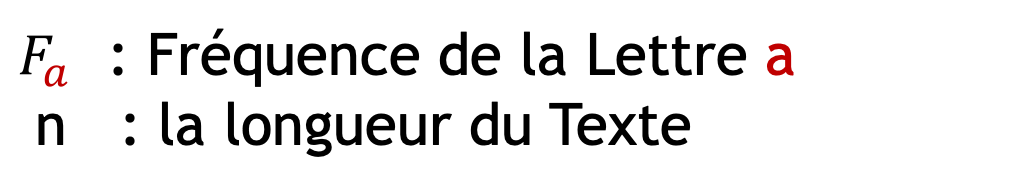 Fₐ : Fréquence de la Lettre a
n : la longueur du Texte